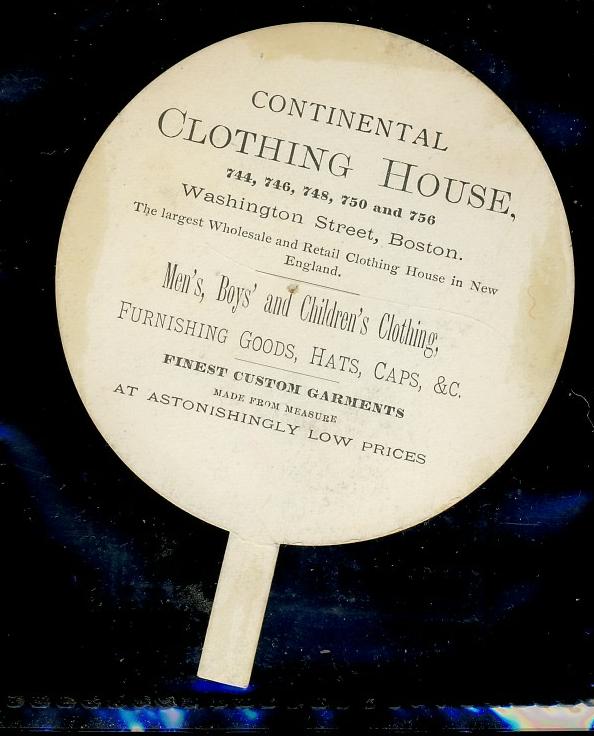 CONTINENTAL
CLOTHING HOUSE,
744, 746, 748, 750 and 756
Washington Street, Boston.
The largest Wholesale and Retail Clothing House in New
England.
Men's, Boys' and Children's Clothing,
FURNISHING GOODS, HATS, CAPS, &C.
FINEST CUSTOM GARMENTS
MADE FROM MEASURE
AT ASTONISHINGLY LOW PRICES